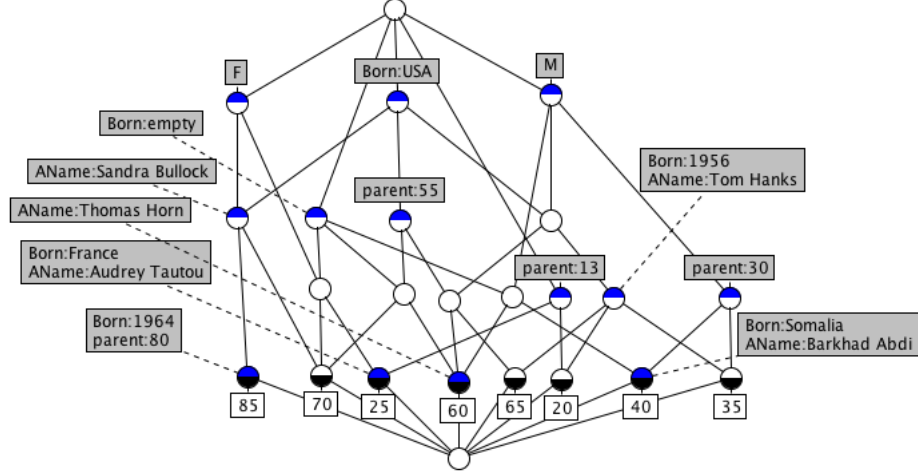 F
Born:USA
M
Born:empty
AName:Sandra Bullock
AName:Thomas Horn
Born:France
AName:Audrey Tautou
Born:1964
parent:80
parent:55
Born:1956
AName:Tom Hanks
parent:13
parent:30
Born:Somalia
AName:Barkhad Abdi
85
70
25
60
65
20
40
35